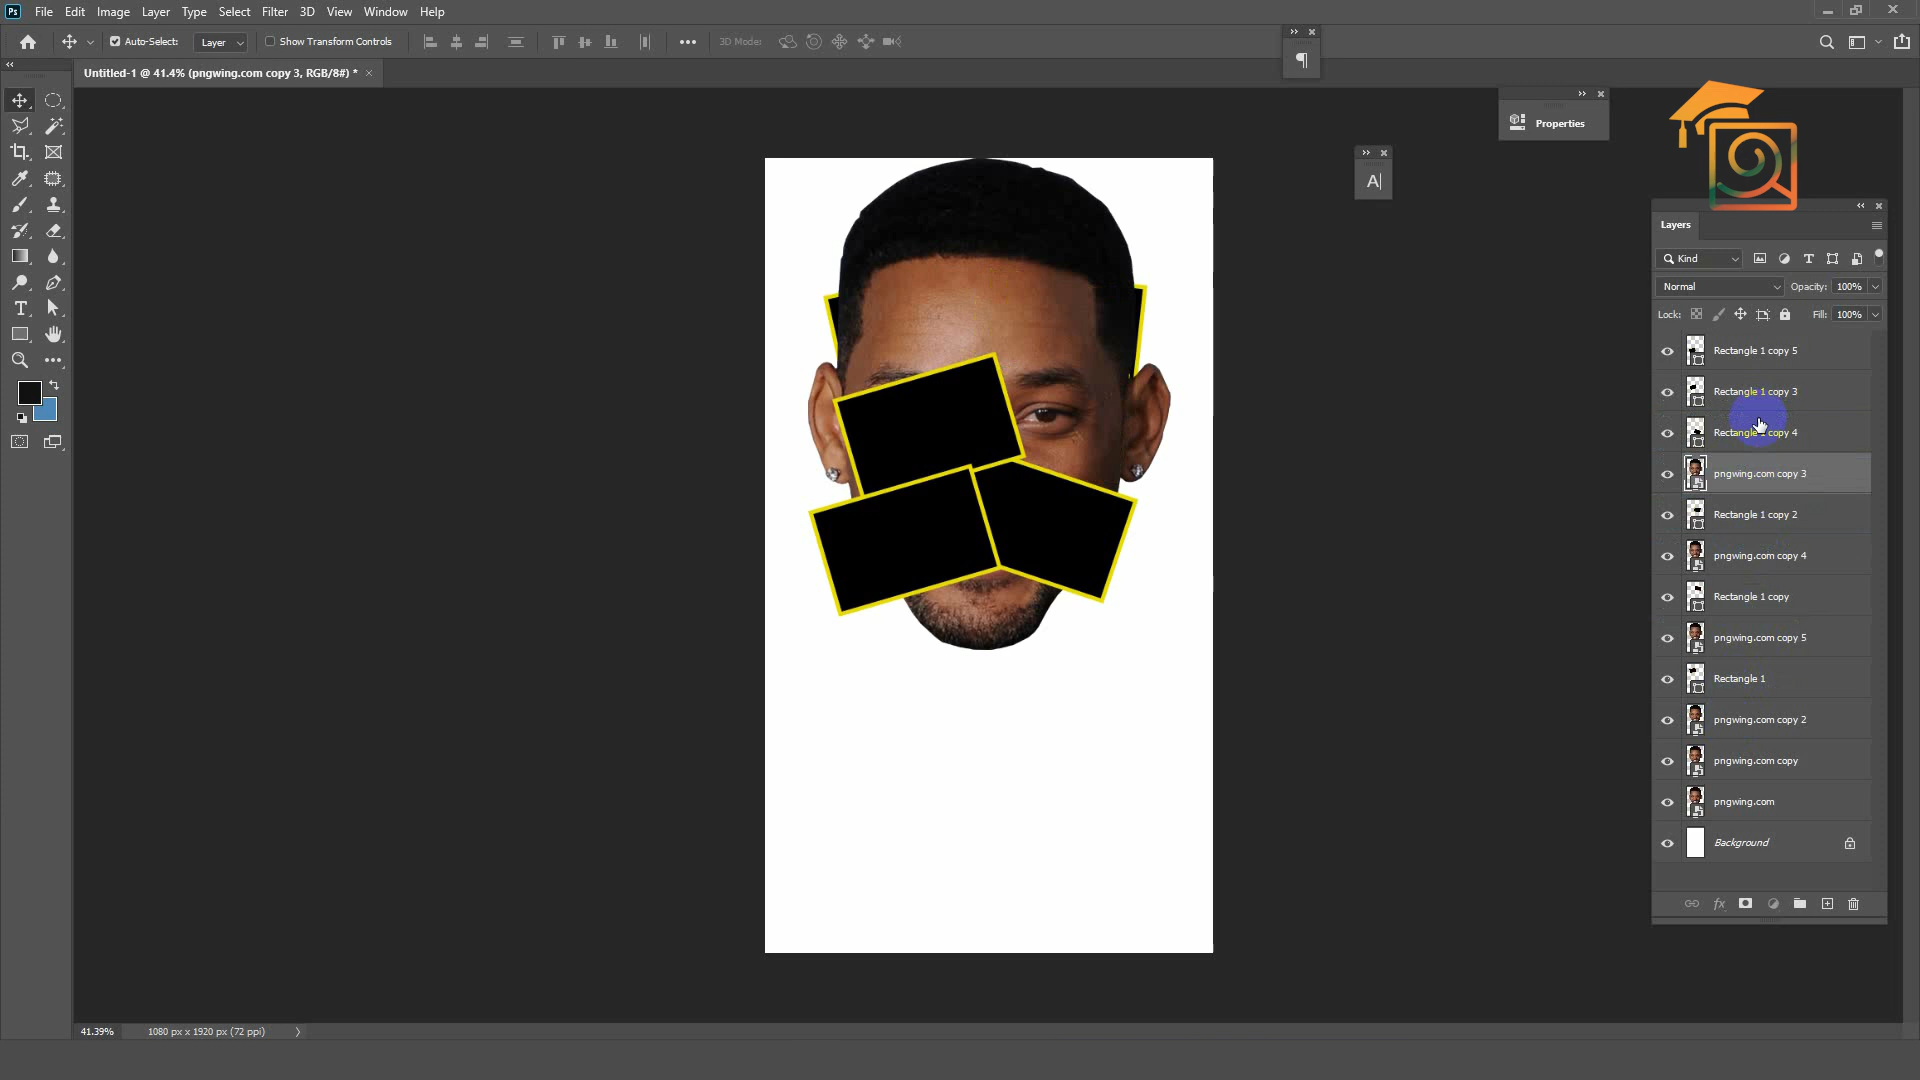 Ps File Edit Image Layer Type Select Filter 3D View Window Help
Auto-Select: Layer Show Transform Controls 3D Mode:
Untitled-1 @ 41.4% (pngwing.com copy 3, RGB/8#) *
Properties
A
Layers
Kind
Normal Opacity: 100%
Lock: Fill: 100%
Rectangle 1 copy 5
Rectangle 1 copy 3
Rectangle 1 copy 4
pngwing.com copy 3
Rectangle 1 copy 2
pngwing.com copy 4
Rectangle 1 copy
pngwing.com copy 5
Rectangle 1
pngwing.com copy 2
pngwing.com copy
pngwing.com
Background
fx
41.39% 1080 px x 1920 px (72 ppi)